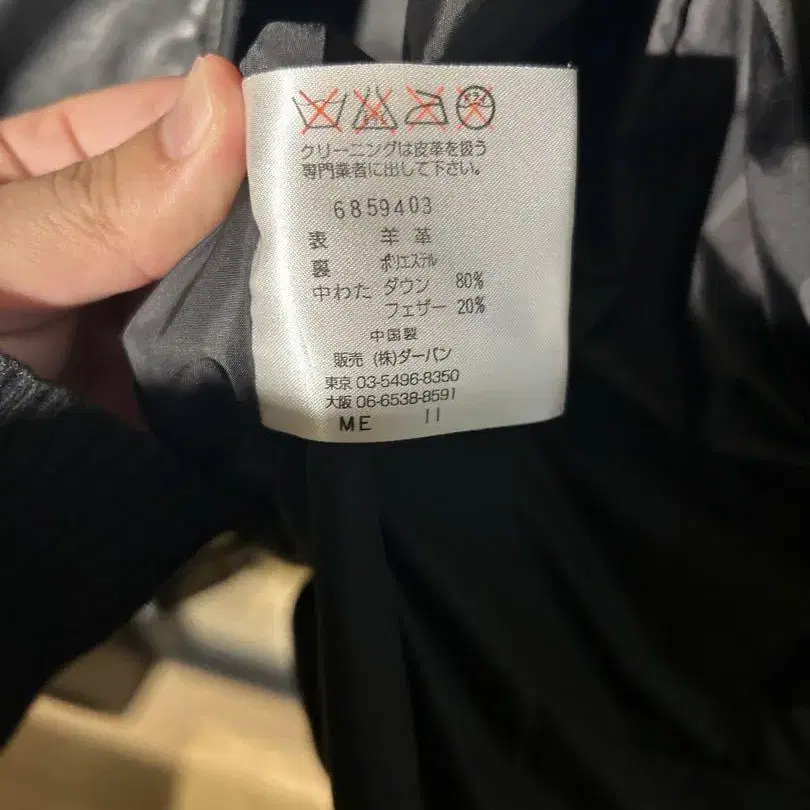 クリーニングは皮革を扱う
専門業者に出して下さい。
6859403
表 羊革
裏 ポリエステル
中わた ダウン 80%
フェザー 20%
中国製
販売 (株)ダーバン
東京 03-5496-8350
大阪 06-6538-8591
ME 11